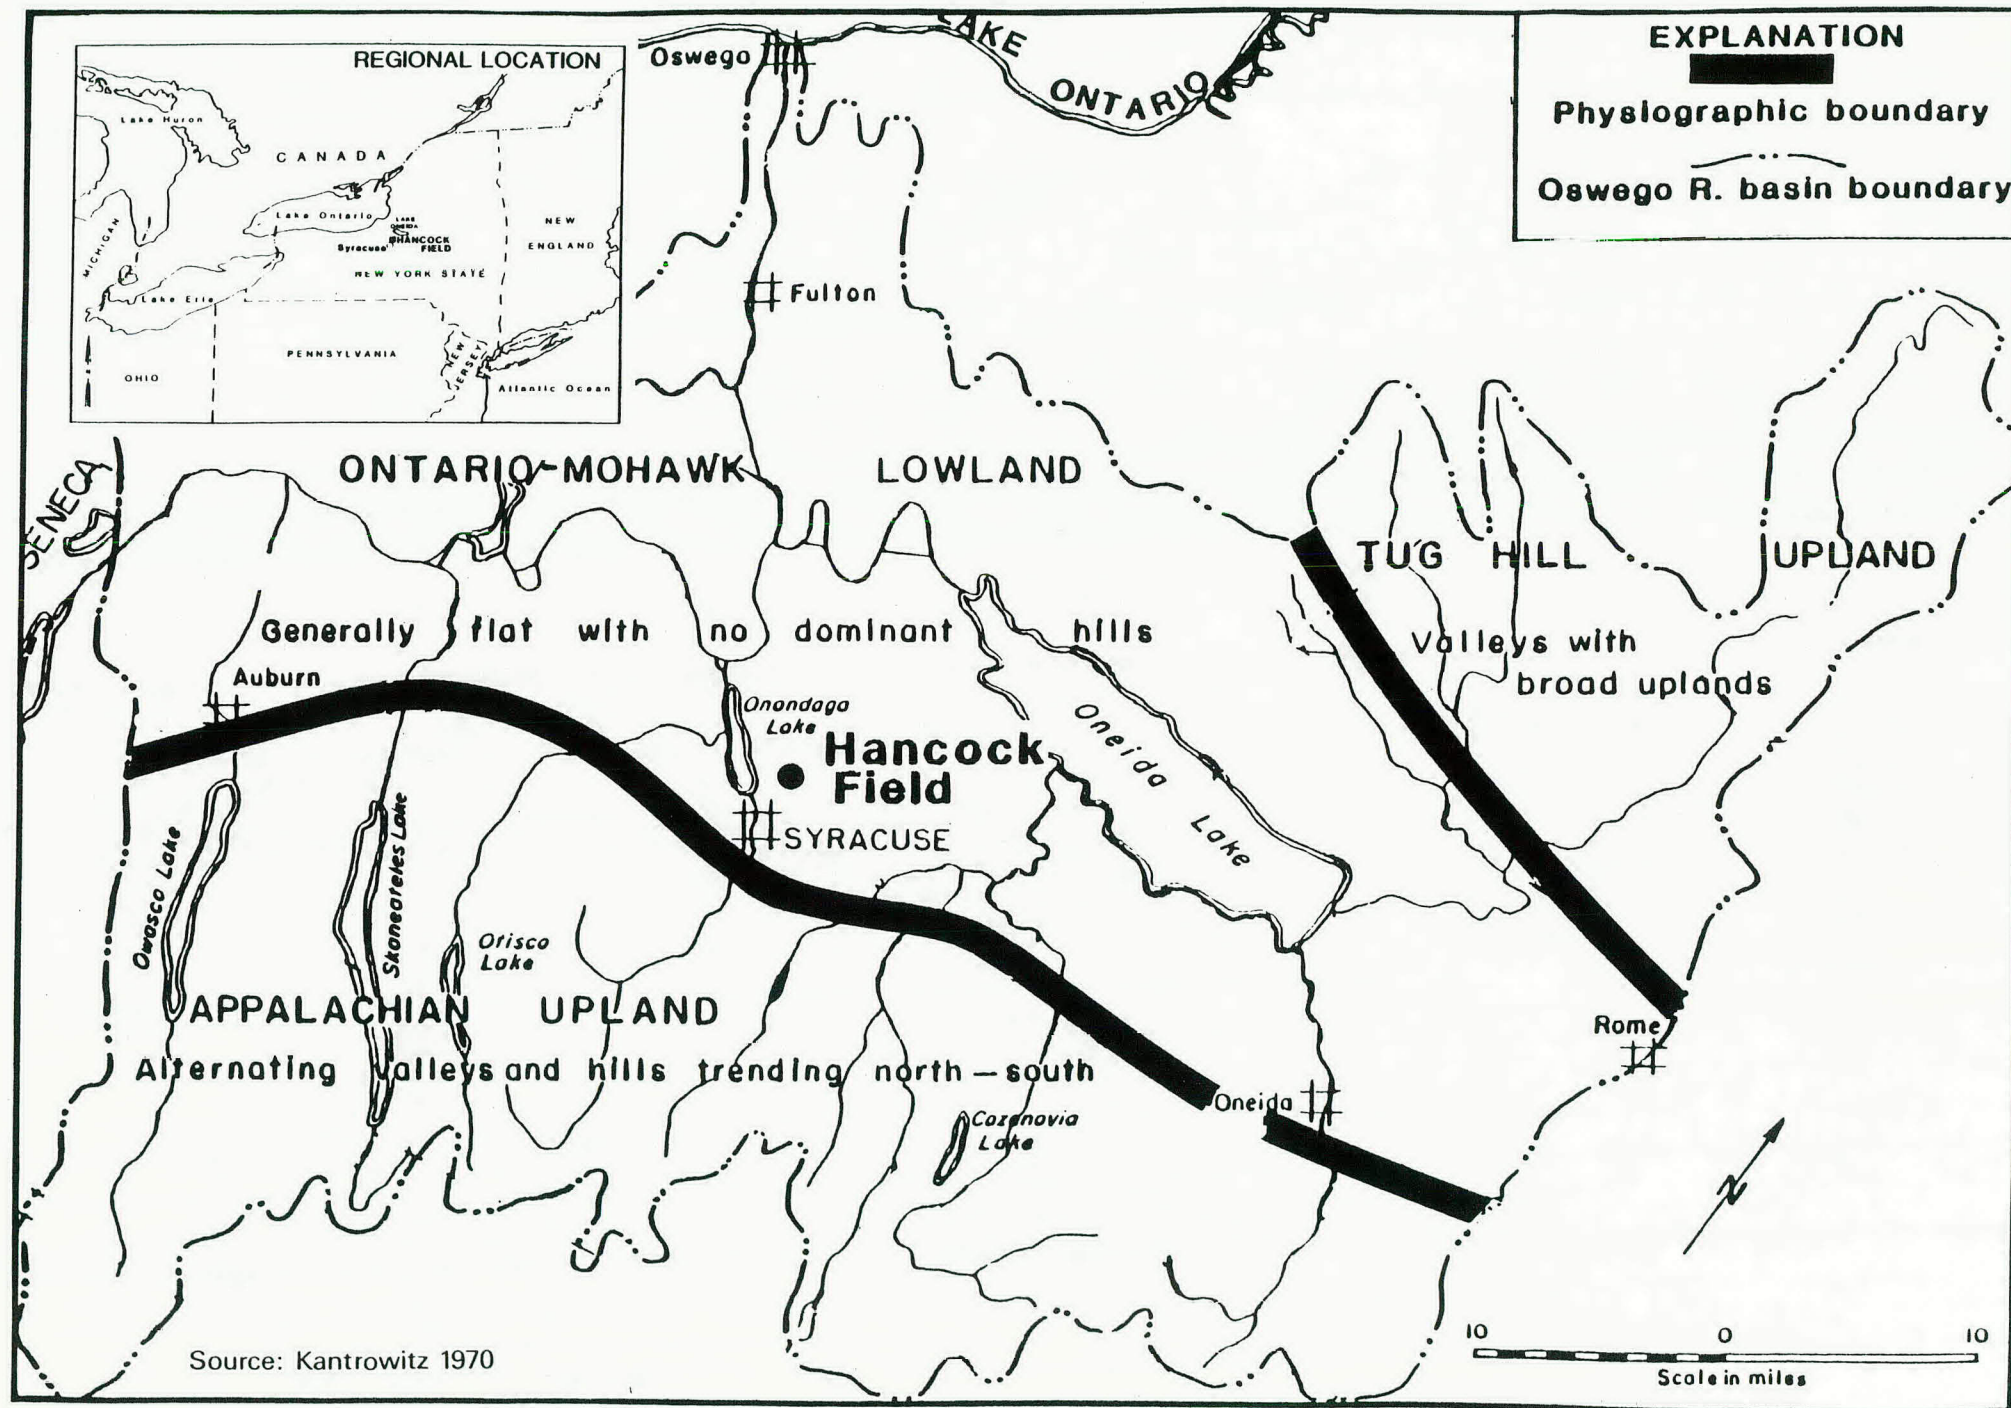 REGIONAL LOCATION
Lake Huron
CANADA
Lake Ontario
LAKE
ONEIDA
Syracuse
HANCOCK
FIELD
NEW
ENGLAND
NEW YORK STATE
MICHIGAN
Lake Erie
PENNSYLVANIA
NEW
JERSEY
OHIO
Atlantic Ocean
Oswego
LAKE
ONTARIO
EXPLANATION
Physiographic boundary
Oswego R. basin boundary
Fulton
SENECA
ONTARIO-MOHAWK LOWLAND
TUG HILL UPLAND
Generally flat with no dominant hills
Valleys with
broad uplands
Auburn
Onondaga
Lake
Hancock
Field
Oneida Lake
SYRACUSE
Owasco Lake
Skaneateles Lake
Otisco
Lake
APPALACHIAN UPLAND
Alternating valleys and hills trending north-south
Rome
Oneida
Cazenovia
Lake
N
10 0 10
Scale in miles
Source: Kantrowitz 1970